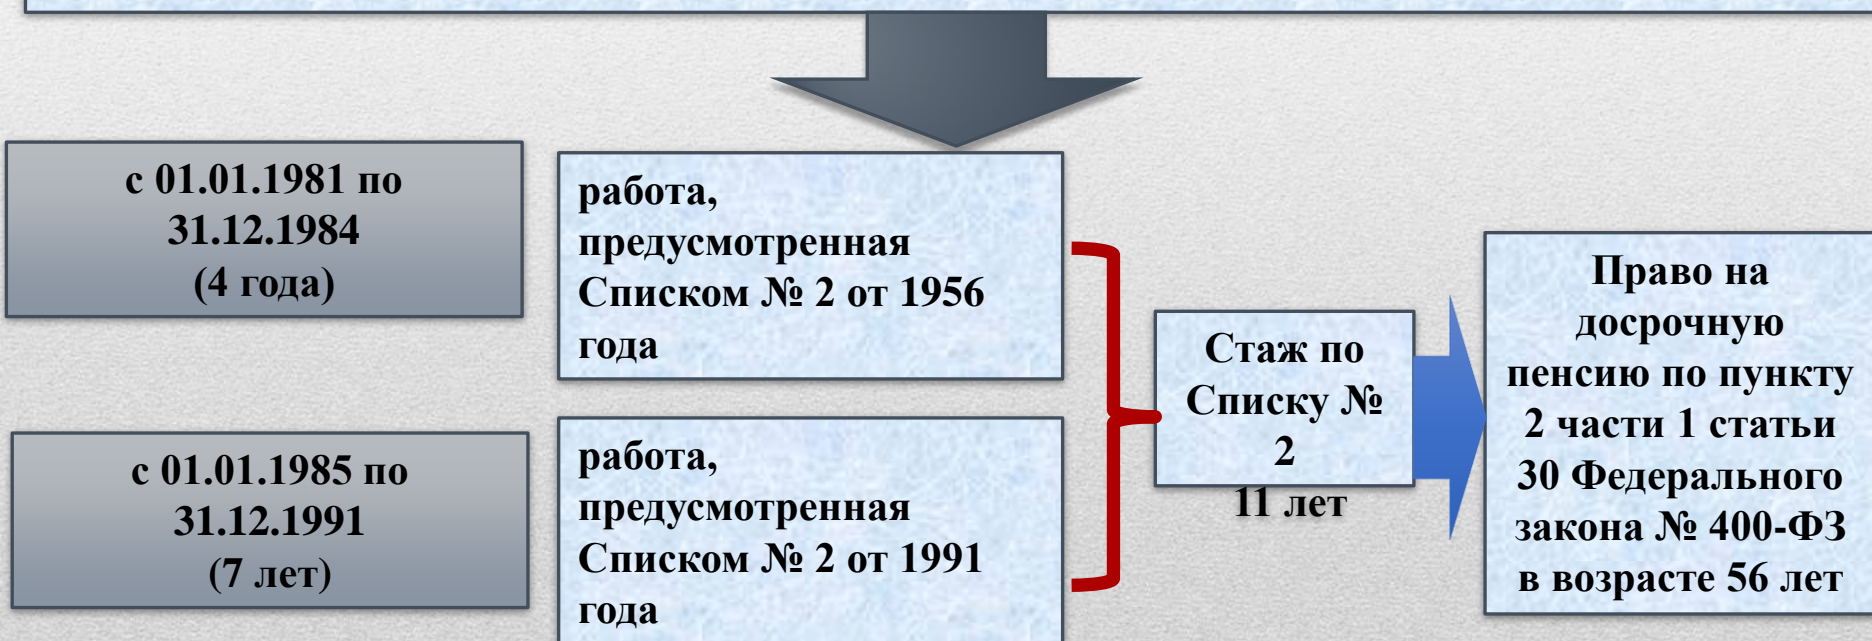 с 01.01.1981 по
31.12.1984
(4 года)
работа,
предусмотренная
Списком № 2 от 1956
года
с 01.01.1985 по
31.12.1991
(7 лет)
работа,
предусмотренная
Списком № 2 от 1991
года
Стаж по
Списку №
2
11 лет
Право на
досрочную
пенсию по пункту
2 части 1 статьи
30 Федерального
закона № 400-ФЗ
в возрасте 56 лет